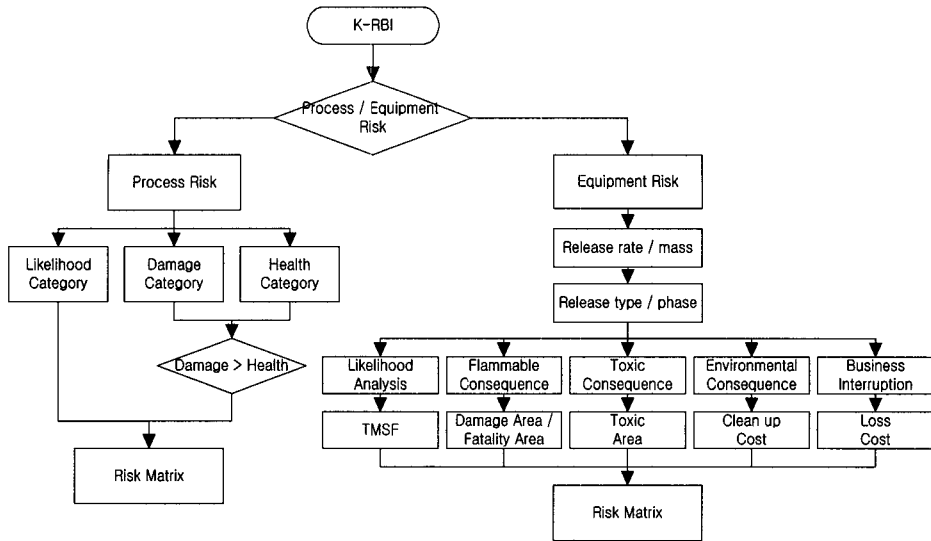 K-RBI
Process / Equipment
Risk
Process Risk
Equipment Risk
Likelihood
Category
Damage
Category
Health
Category
Release rate / mass
Release type / phase
Damage > Health
Likelihood
Analysis
Flammable
Consequence
Toxic
Consequence
Environmental
Consequence
Business
Interruption
TMSF
Damage Area /
Fatality Area
Toxic
Area
Clean up
Cost
Loss
Cost
Risk Matrix
Risk Matrix